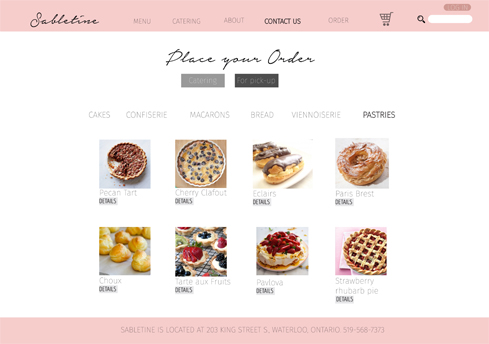 Sabletine
MENU CATERING ABOUT CONTACT US ORDER
Place your Order
Catering For pick-up
CAKES CONFISERIE MACARONS BREAD VIENNOISERIE PASTRIES
Pecan Tart Cherry Clafout Eclairs Paris Brest
DETAILS DETAILS DETAILS DETAILS
Choux Tarte aux Fruits Pavlova Strawberry
rhubarb pie
DETAILS DETAILS DETAILS DETAILS
SABLETINE IS LOCATED AT 203 KING STREET S., WATERLOO, ONTARIO 519-568-7373